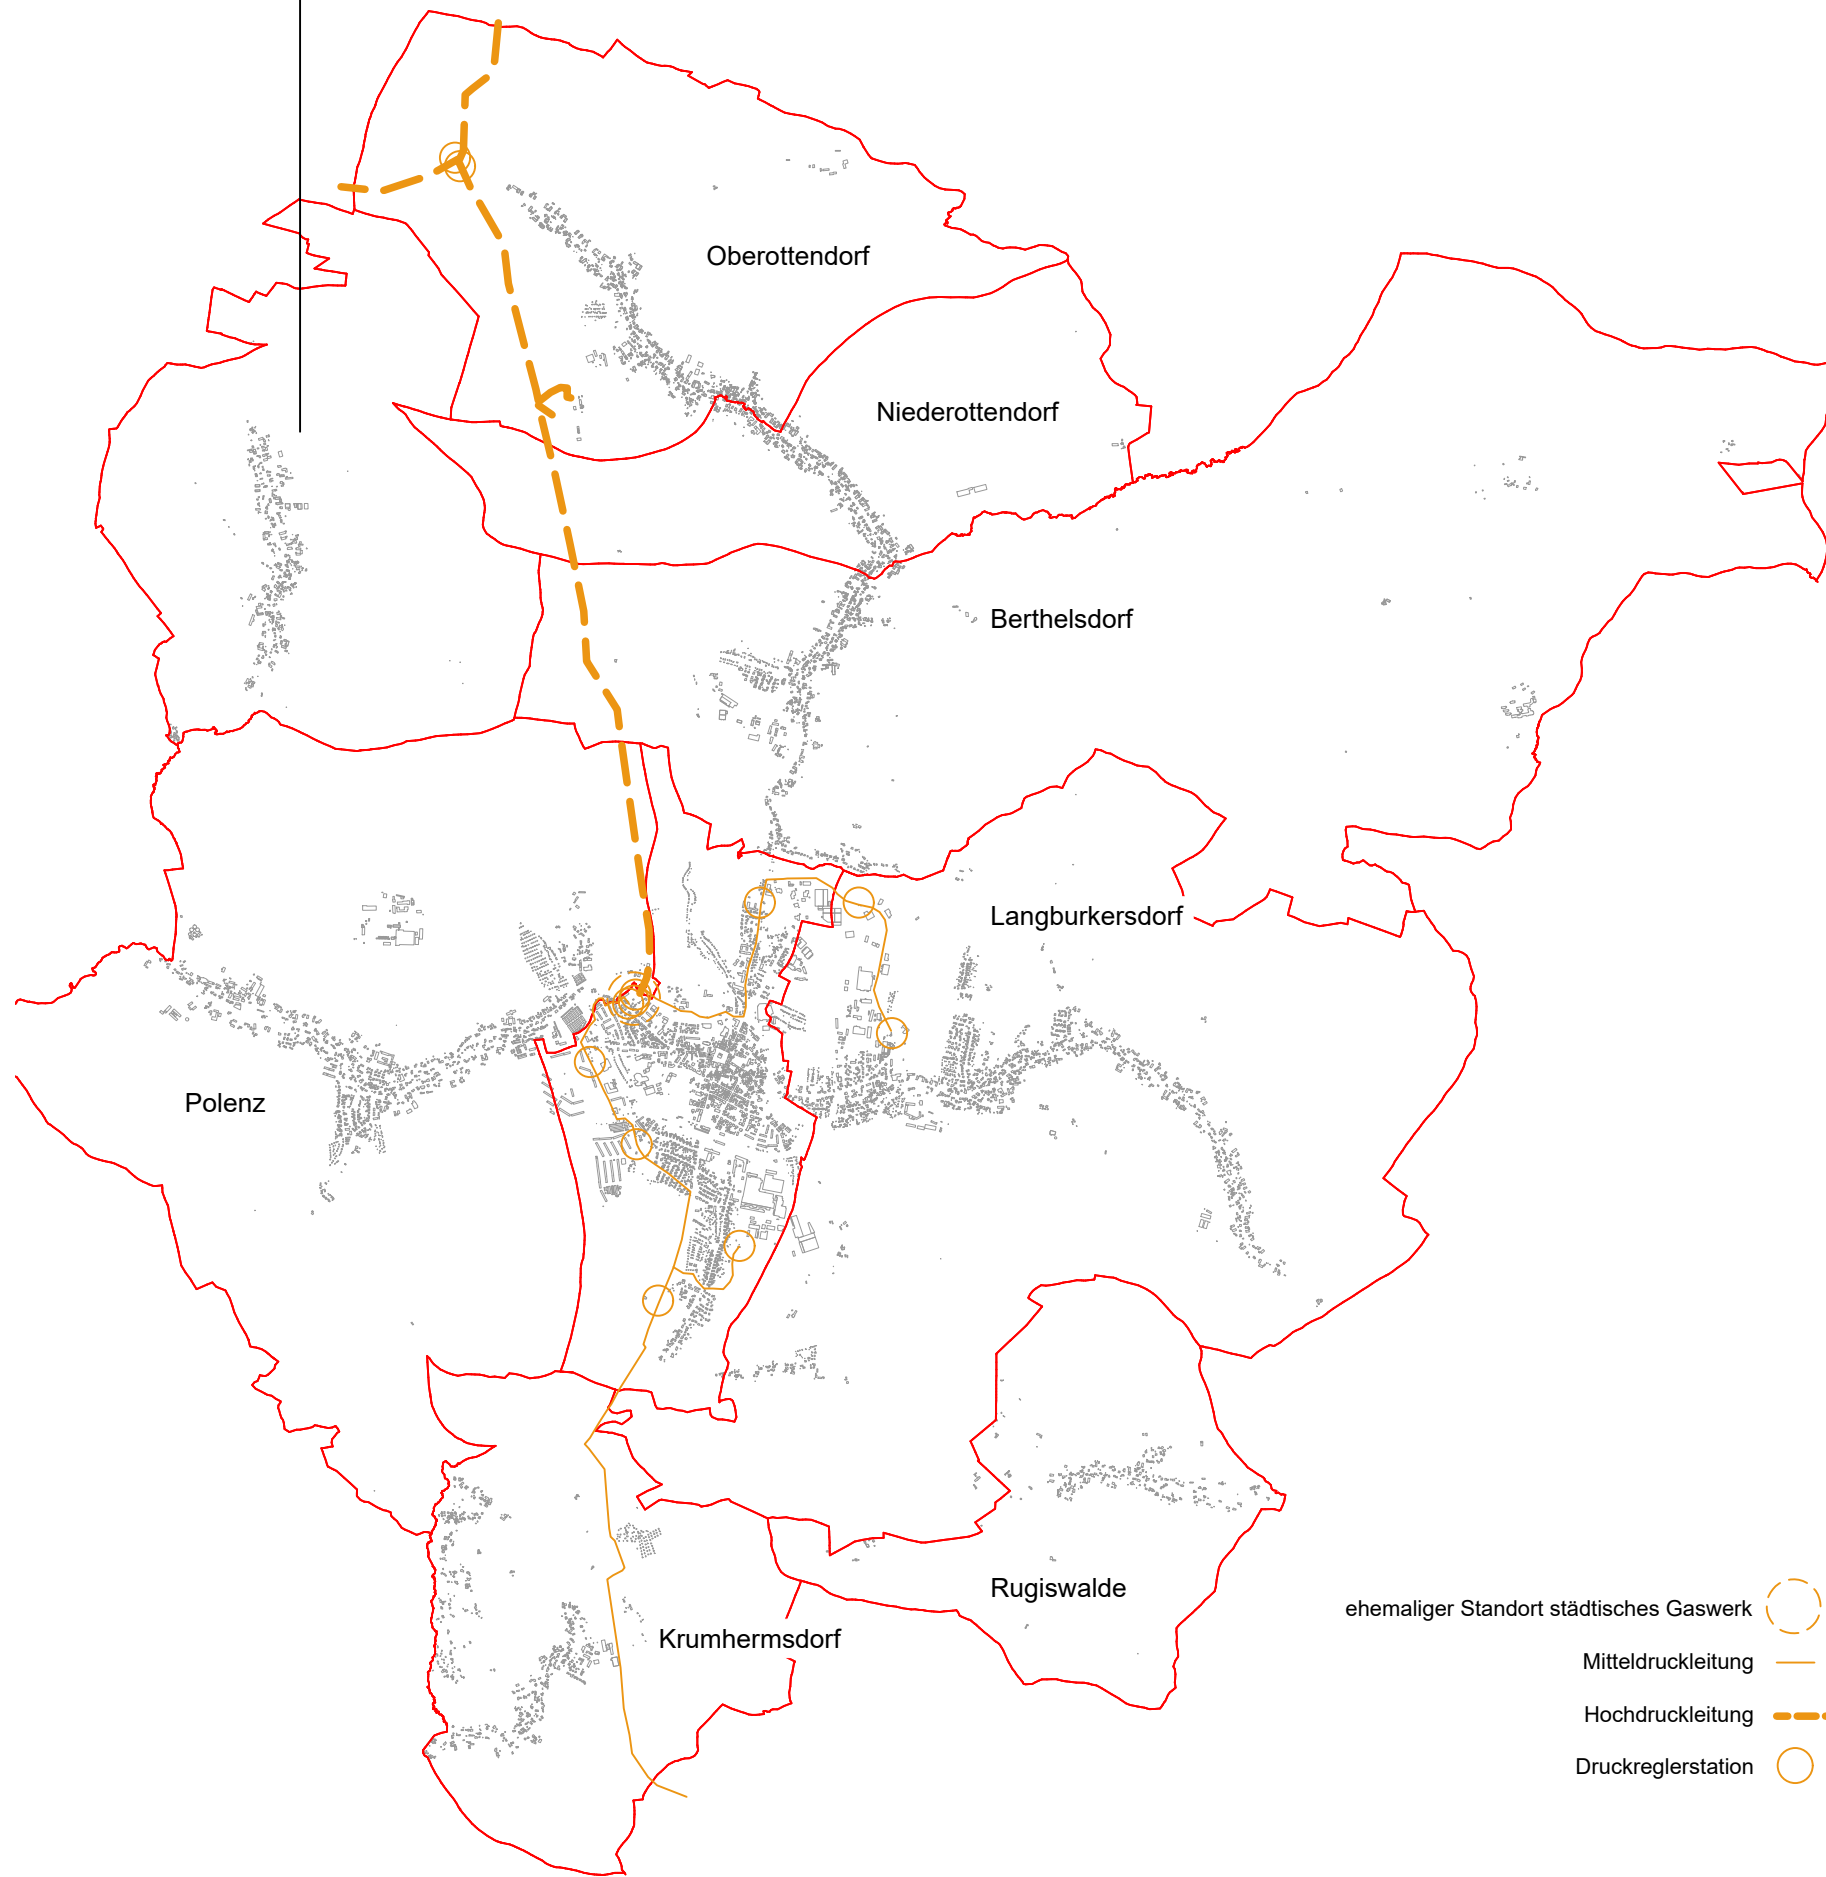 Oberottendorf
Niederottendorf
Berthelsdorf
Langburkersdorf
Polenz
Rugiswalde
Krumhermsdorf
ehemaliger Standort städtisches Gaswerk
Mitteldruckleitung
Hochdruckleitung
Druckreglerstation